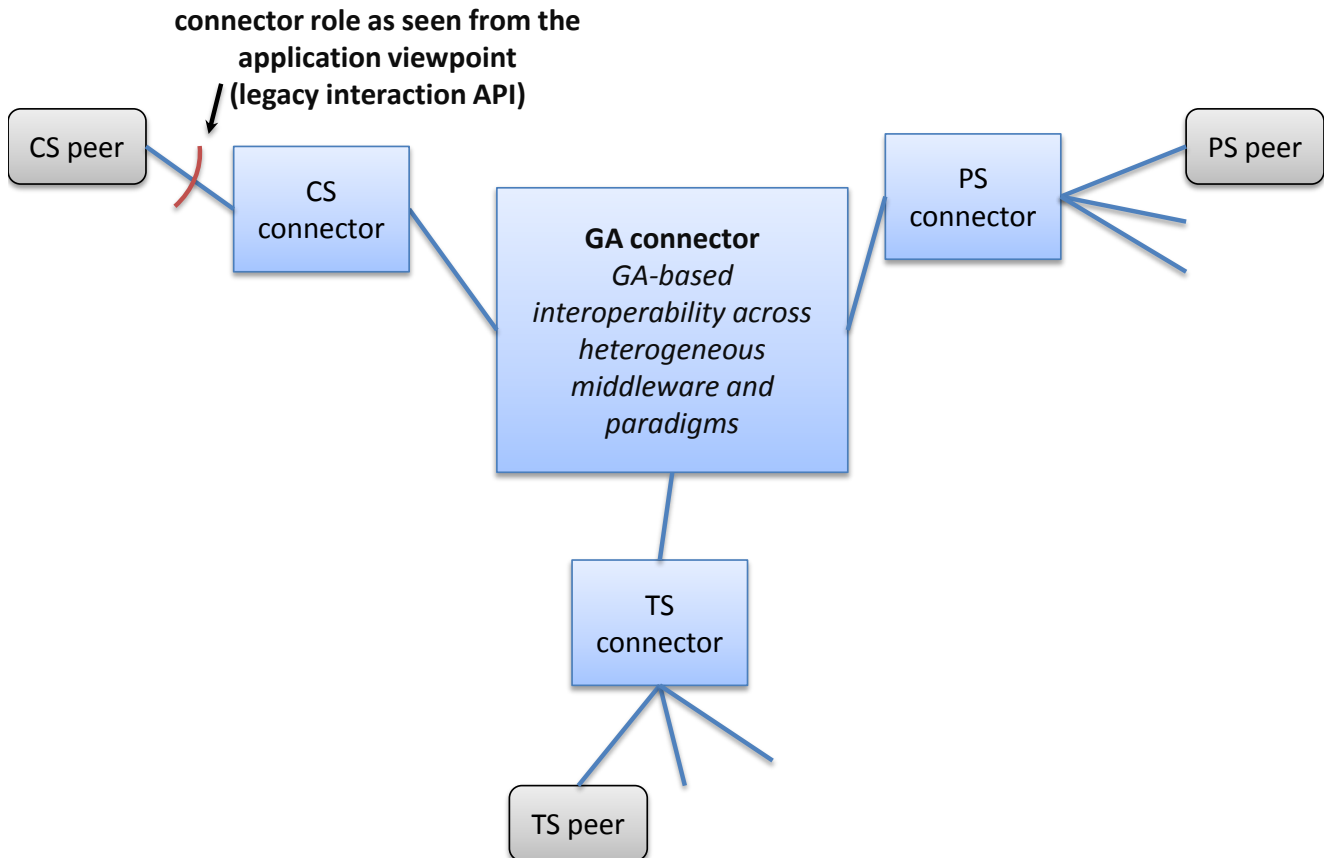 connector role as seen from the
application viewpoint
(legacy interaction API)
CS peer
CS
connector
GA connector
GA-based
interoperability across
heterogeneous
middleware and
paradigms
PS
connector
PS peer
TS
connector
TS peer